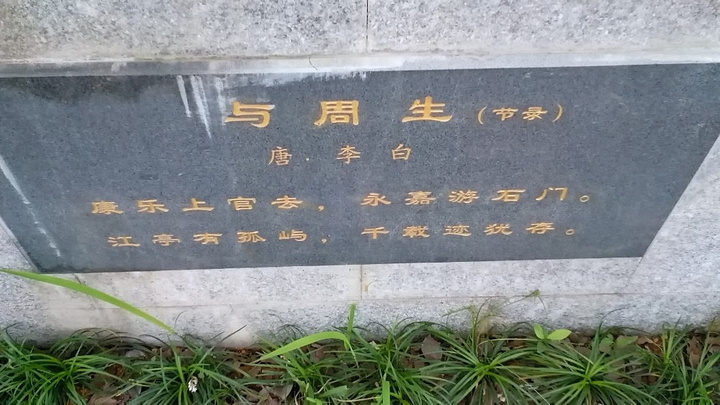 与周生(节录)
唐·李白
康乐上官去，永嘉游石门。
江亭有孤屿，千载迹犹存。